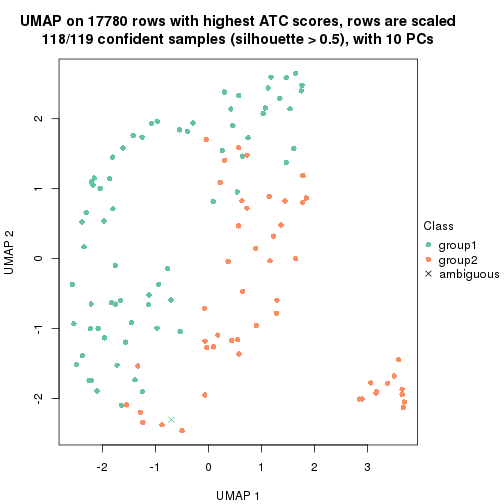 UMAP on 17780 rows with highest ATC scores, rows are scaled
118/119 confident samples (silhouette > 0.5), with 10 PCs
UMAP 2
2
1
0
-1
-2
-2
-1
0
1
2
3
UMAP 1
Class
group1
group2
ambiguous